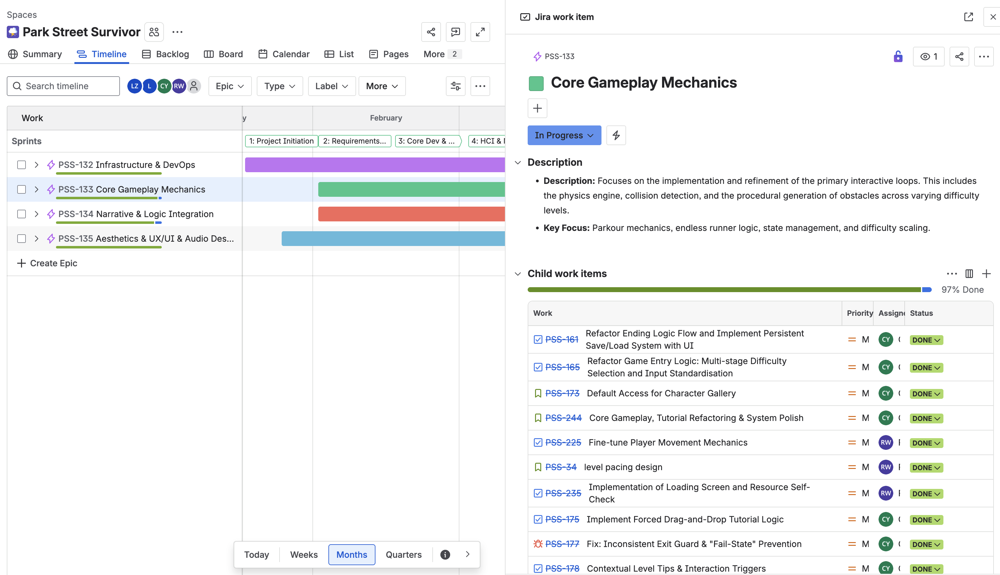 Spaces
Park Street Survivor
Summary Timeline Backlog Board Calendar List Pages More 2
Search timeline LZ L CY RW Epic Type Label More
Work y February
Sprints 1: Project Initiation 2: Requirements... 3: Core Dev & ... 4: HCI &
PSS-132 Infrastructure & DevOps
PSS-133 Core Gameplay Mechanics
PSS-134 Narrative & Logic Integration
PSS-135 Aesthetics & UX/UI & Audio Des...
Create Epic
Today Weeks Months Quarters
Jira work item
PSS-133 1
Core Gameplay Mechanics
In Progress
Description
• Description: Focuses on the implementation and refinement of the primary interactive loops. This includes
the physics engine, collision detection, and the procedural generation of obstacles across varying difficulty
levels.
• Key Focus: Parkour mechanics, endless runner logic, state management, and difficulty scaling.
Child work items
97% Done
Work Priority Assigne Status
PSS-161 Refactor Ending Logic Flow and Implement Persistent
Save/Load System with UI M CY DONE
PSS-165 Refactor Game Entry Logic: Multi-stage Difficulty
Selection and Input Standardisation M CY DONE
PSS-173 Default Access for Character Gallery M CY DONE
PSS-244 Core Gameplay, Tutorial Refactoring & System Polish M CY DONE
PSS-225 Fine-tune Player Movement Mechanics M RW DONE
PSS-34 level pacing design M RW DONE
PSS-235 Implementation of Loading Screen and Resource Self-
Check M RW DONE
PSS-175 Implement Forced Drag-and-Drop Tutorial Logic M CY DONE
PSS-177 Fix: Inconsistent Exit Guard & "Fail-State" Prevention M CY DONE
PSS-178 Contextual Level Tips & Interaction Triggers M CY DONE